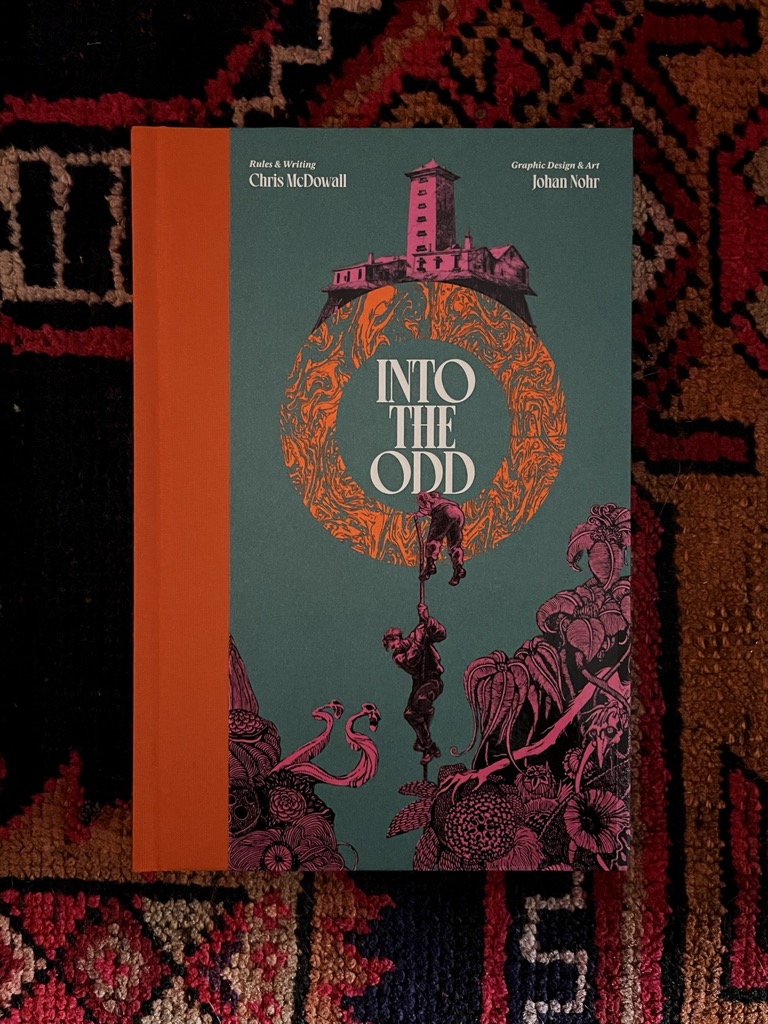 Rules & Writing
Chris McDowall
Graphic Design & Art
Johan Nohr
INTO
THE
ODD